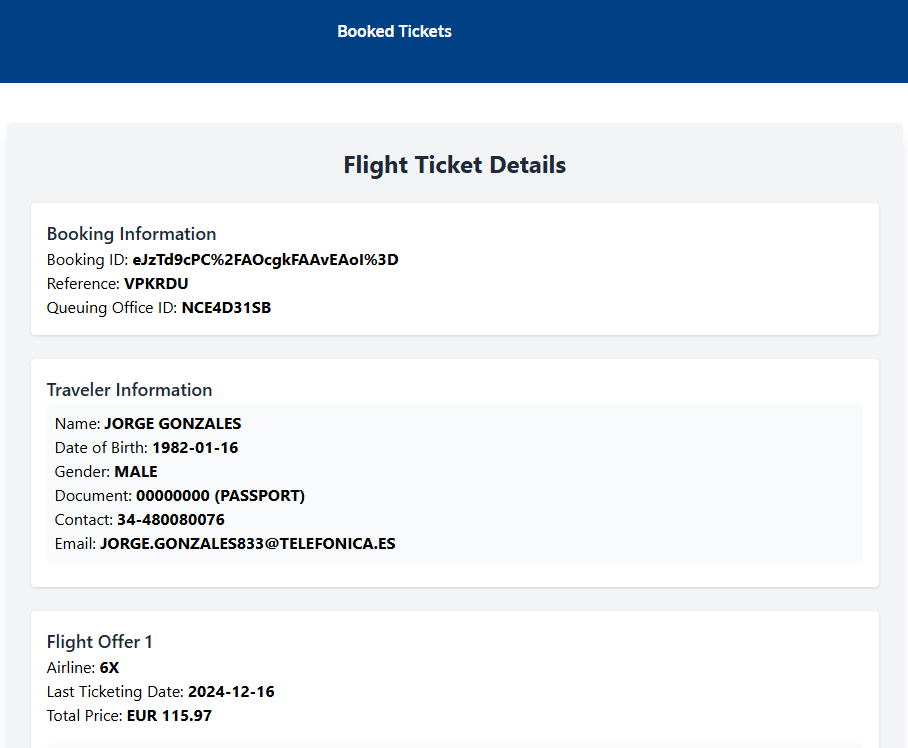 Booked Tickets
Flight Ticket Details
Booking Information
Booking ID: eJzTd9cPC%2FAOcgkFAAvEAoI%3D
Reference: VPKRDU
Queuing Office ID: NCE4D31SB
Traveler Information
Name: JORGE GONZALES
Date of Birth: 1982-01-16
Gender: MALE
Document: 00000000 (PASSPORT)
Contact: 34-480080076
Email: JORGE.GONZALES833@TELEFONICA.ES
Flight Offer 1
Airline: 6X
Last Ticketing Date: 2024-12-16
Total Price: EUR 115.97